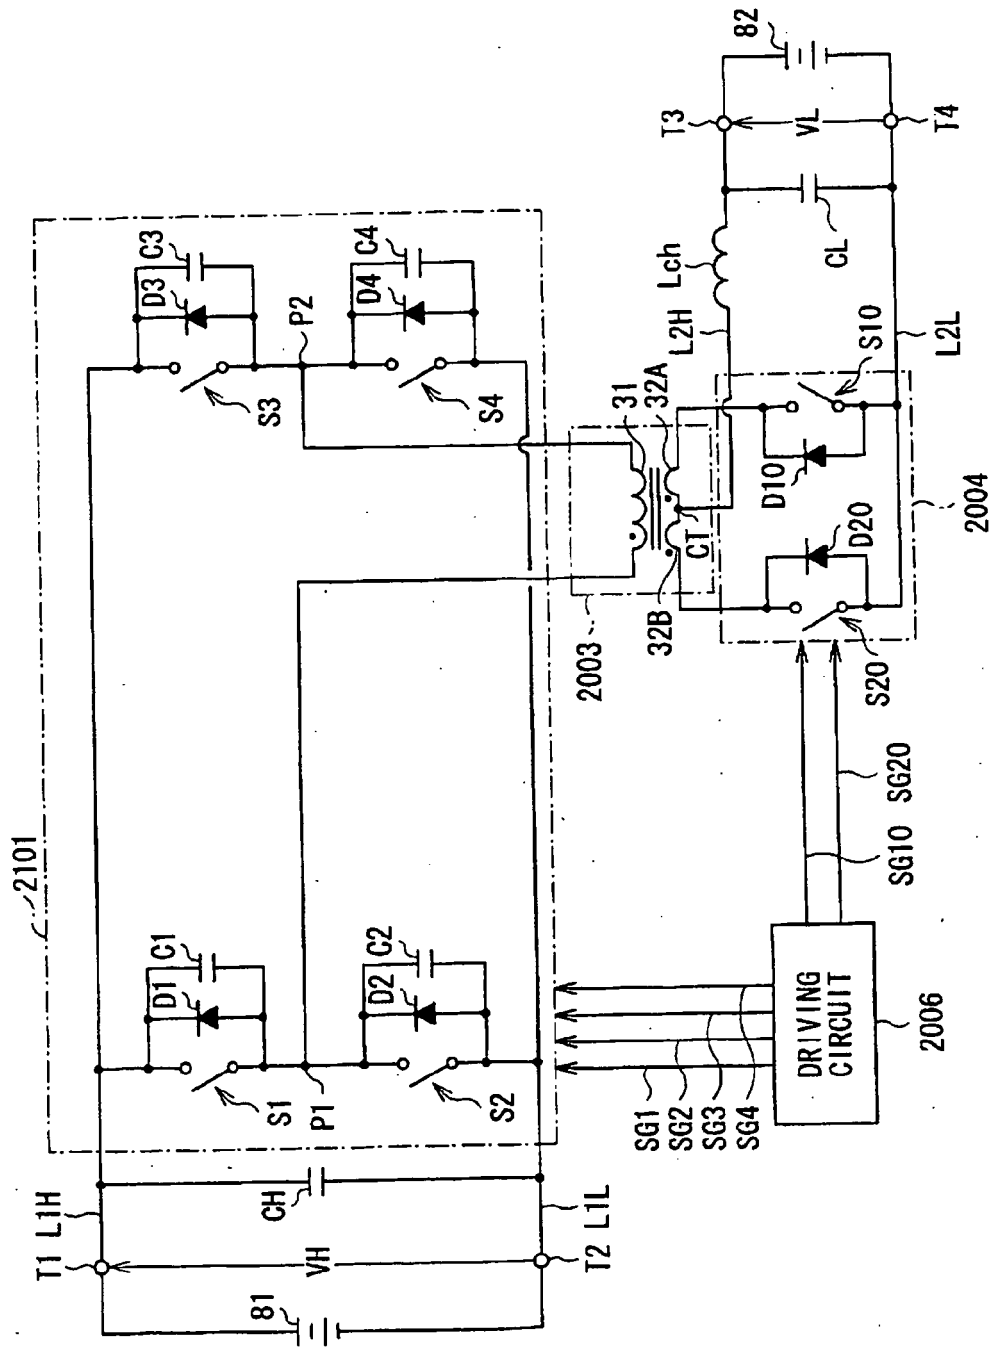 2101
T1
L1H
81
VH
CH
T2
L1L
S1
D1
C1
P1
S2
D2
C2
S3
D3
C3
P2
S4
D4
C4
SG1
SG2
SG3
SG4
DRIVING
CIRCUIT
2006
SG10
SG20
2003
31
32A
32B
CT
L2H
Lch
S20
D20
D10
S10
2004
L2L
CL
T3
VL
T4
82